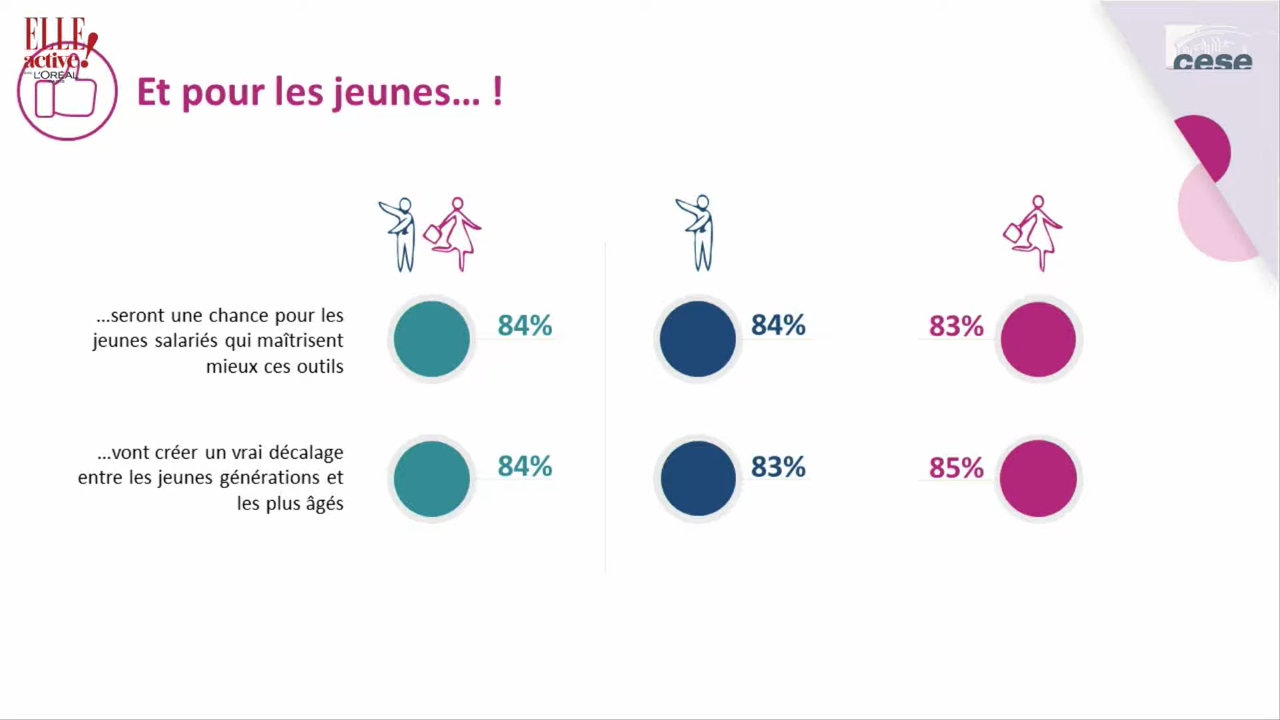 ELLE
active!
L'ORÉAL
Et pour les jeunes... !
cese
...seront une chance pour les
jeunes salariés qui maîtrisent
mieux ces outils
84%
84%
83%
...vont créer un vrai décalage
entre les jeunes générations et
les plus âgés
84%
83%
85%